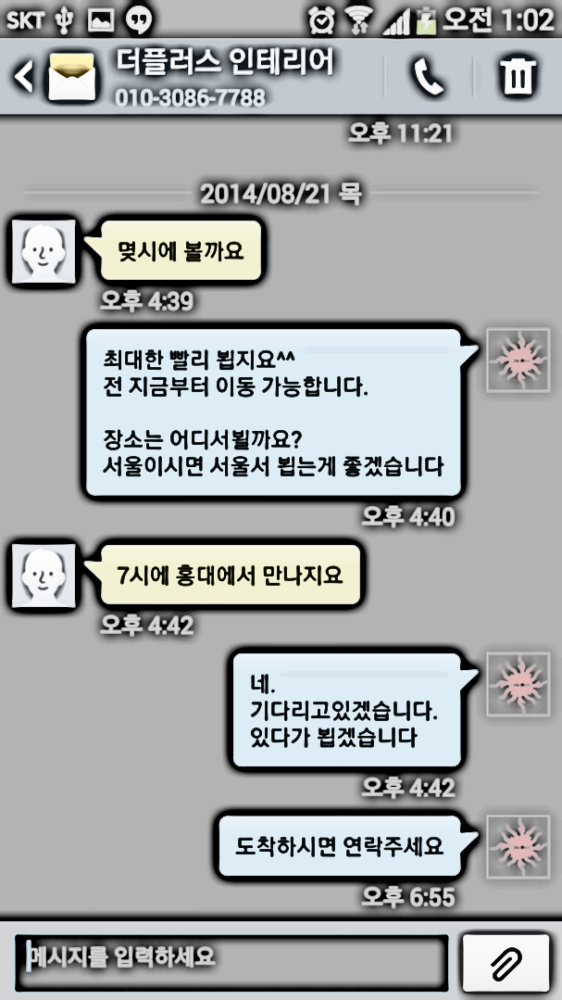 SKT 오전 1:02
더플러스 인테리어
010-3086-7788
오후 11:21
2014/08/21 목
몇시에 볼까요
오후 4:39
최대한 빨리 뵙지요^^
전 지금부터 이동 가능합니다.
장소는 어디서뵐까요?
서울이시면 서울서 뵙는게 좋겠습니다
오후 4:40
7시에 홍대에서 만나지요
오후 4:42
네.
기다리고있겠습니다.
있다가 뵙겠습니다
오후 4:42
도착하시면 연락주세요
오후 6:55
메시지를 입력하세요